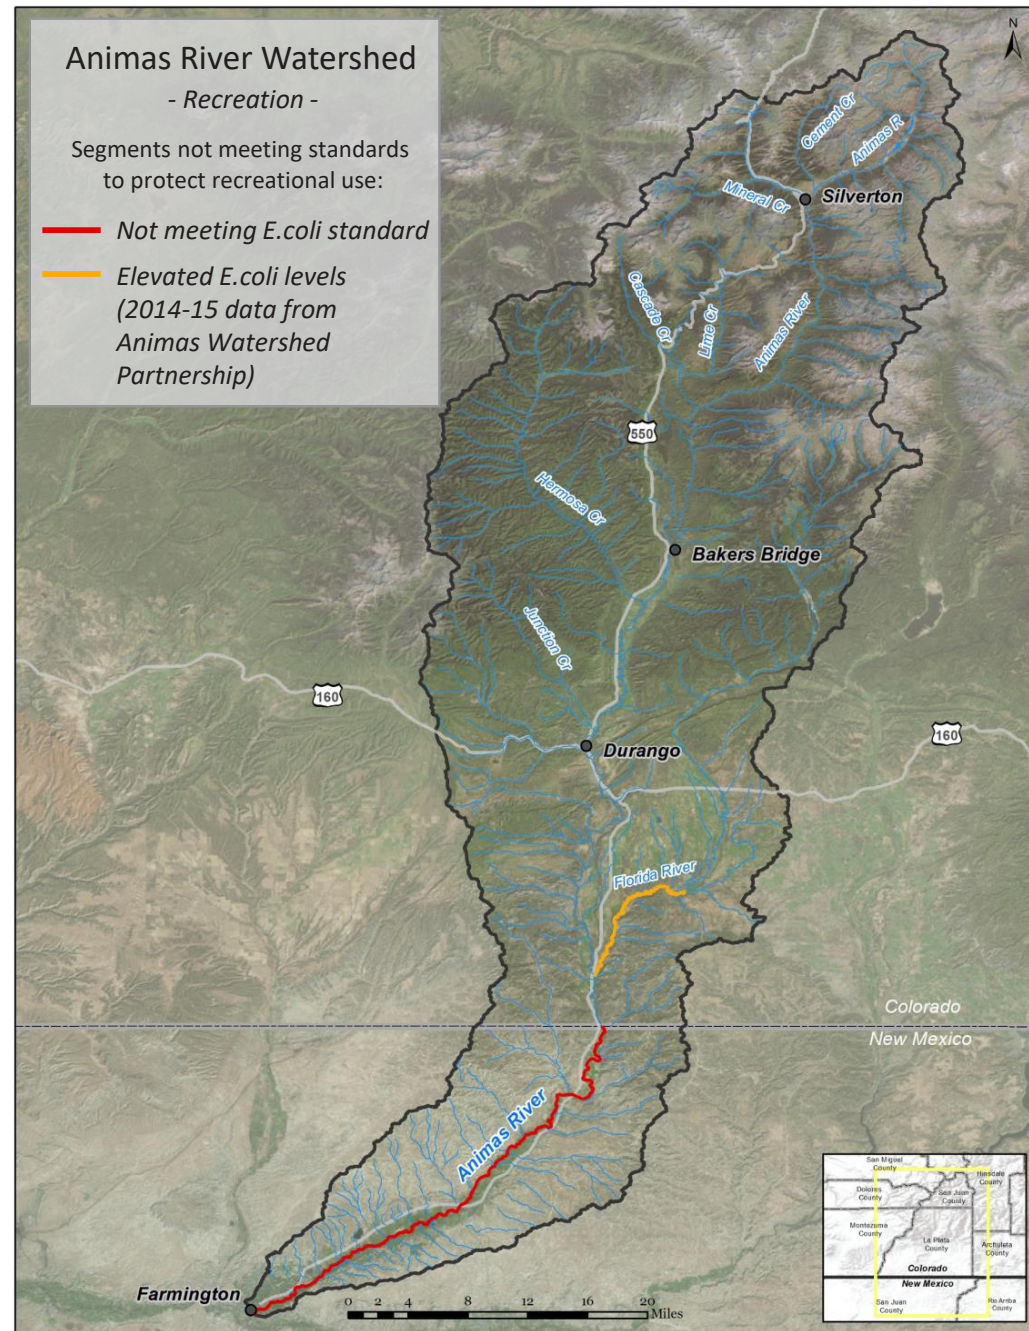 Animas River Watershed
- Recreation -
Segments not meeting standards
to protect recreational use:
Not meeting E.coli standard
Elevated E.coli levels
(2014-15 data from
Animas Watershed
Partnership)
N
Cement Cr
Animas R
Mineral Cr
Silverton
Cascade Cr
Lime Cr
Animas River
550
Hermosa Cr
Bakers Bridge
Junction Cr
160
160
Durango
Florida River
Colorado
New Mexico
Animas River
Farmington
0 2 4 8 12 16 20
Miles
San Miguel
County
Hinsdale
County
Dolores
County
San Juan
County
Montezuma
County
La Plata
County
Archuleta
County
Colorado
New Mexico
San Juan
County
Rio Arriba
County